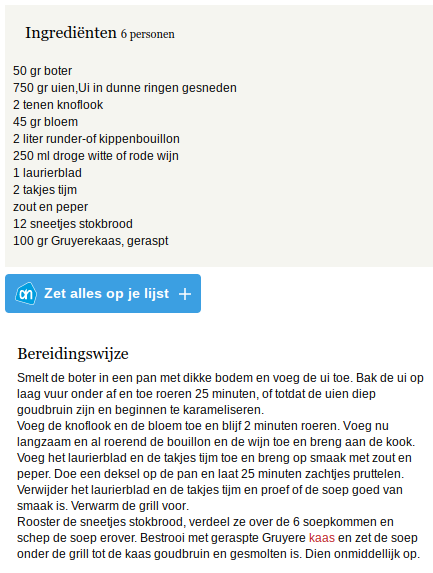 Ingrediënten 6 personen
50 gr boter
750 gr uien,Ui in dunne ringen gesneden
2 tenen knoflook
45 gr bloem
2 liter runder-of kippenbouillon
250 ml droge witte of rode wijn
1 laurierblad
2 takjes tijm
zout en peper
12 sneetjes stokbrood
100 gr Gruyerekaas, geraspt
ah Zet alles op je lijst +
Bereidingswijze
Smelt de boter in een pan met dikke bodem en voeg de ui toe. Bak de ui op
laag vuur onder af en toe roeren 25 minuten, of totdat de uien diep
goudbruin zijn en beginnen te karameliseren.
Voeg de knoflook en de bloem toe en blijf 2 minuten roeren. Voeg nu
langzaam en al roerend de bouillon en de wijn toe en breng aan de kook.
Voeg het laurierblad en de takjes tijm toe en breng op smaak met zout en
peper. Doe een deksel op de pan en laat 25 minuten zachtjes pruttelen.
Verwijder het laurierblad en de takjes tijm en proef of de soep goed van
smaak is. Verwarm de grill voor.
Rooster de sneetjes stokbrood, verdeel ze over de 6 soepkommen en
schep de soep erover. Bestrooi met geraspte Gruyere kaas en zet de soep
onder de grill tot de kaas goudbruin en gesmolten is. Dien onmiddellijk op.